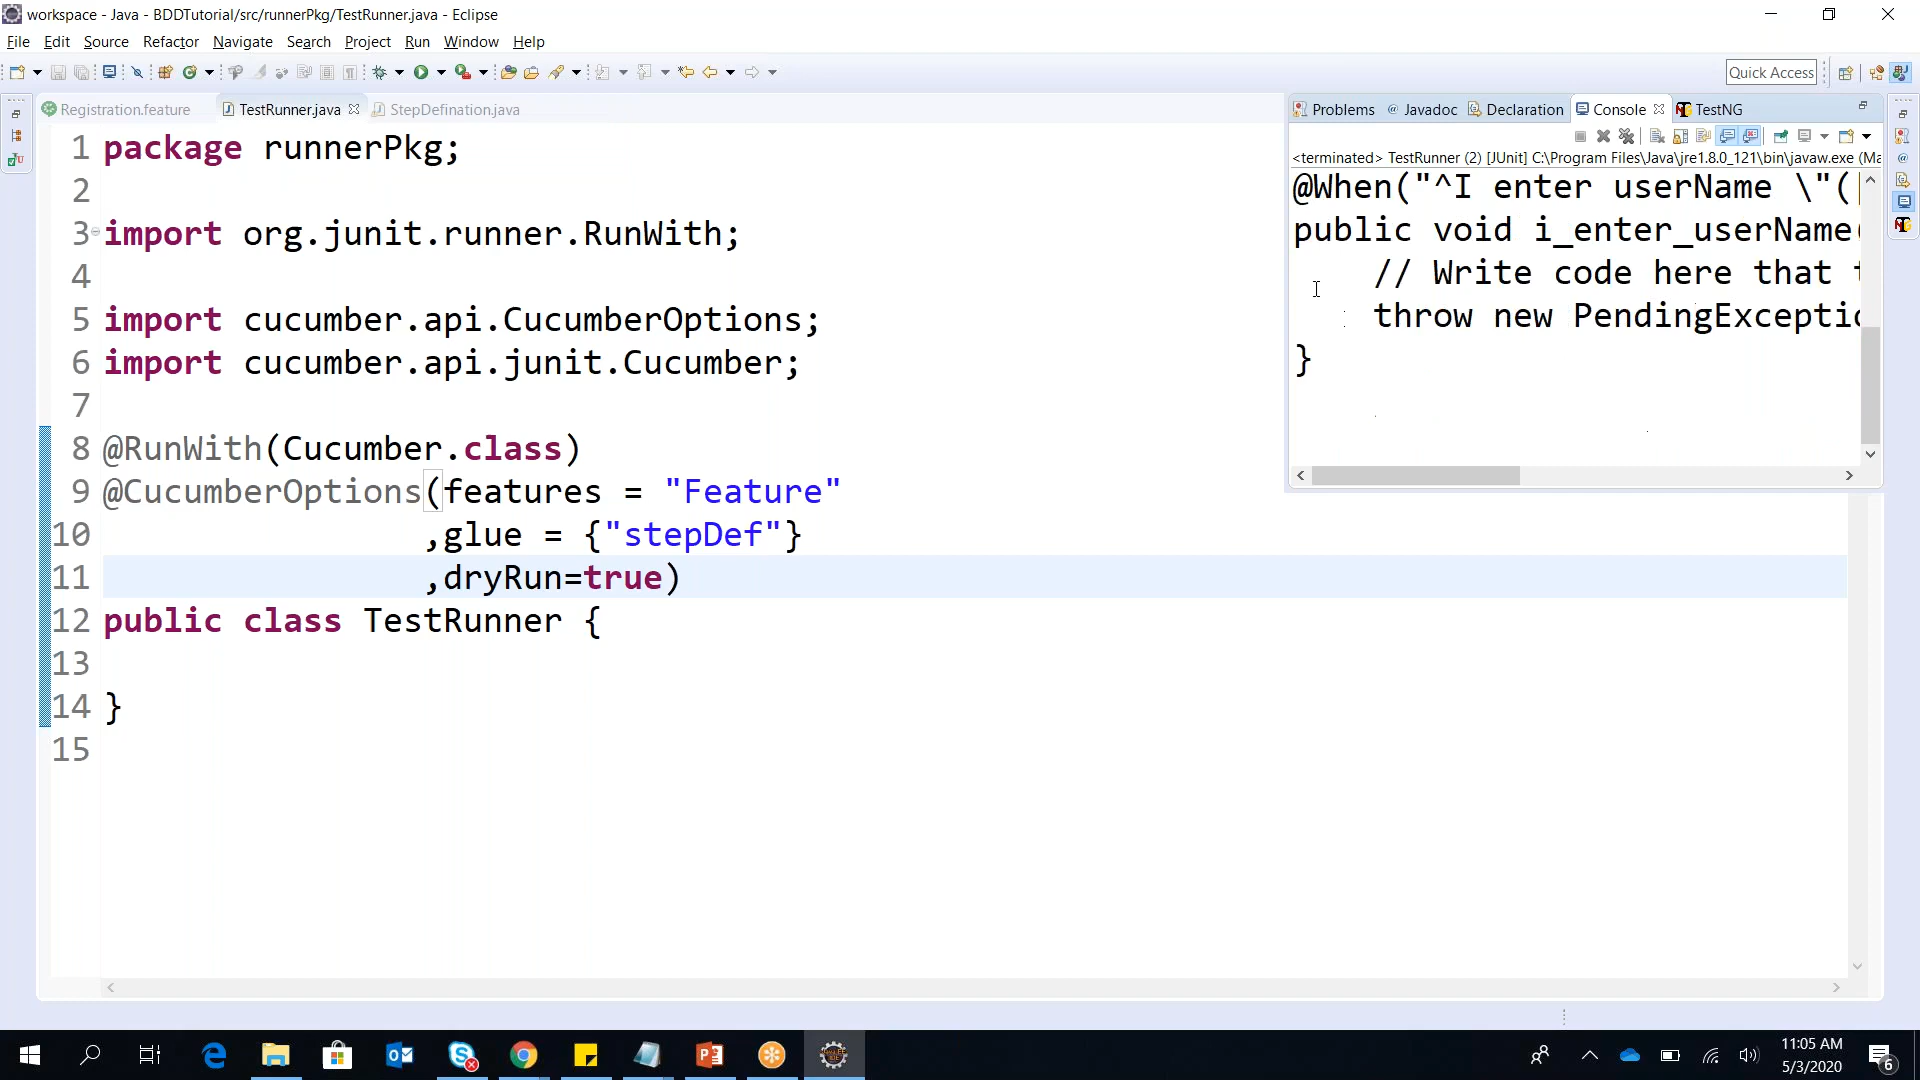 workspace - Java - BDDTutorial/src/runnerPkg/TestRunner.java - Eclipse
File Edit Source Refactor Navigate Search Project Run Window Help
Quick Access
Registration.feature TestRunner.java StepDefination.java
1 package runnerPkg;
2
3 import org.junit.runner.RunWith;
4
5 import cucumber.api.CucumberOptions;
6 import cucumber.api.junit.Cucumber;
7
8 @RunWith(Cucumber.class)
9 @CucumberOptions(features = "Feature"
10 ,glue = {"stepDef"}
11 ,dryRun=true)
12 public class TestRunner {
13
14 }
15
Problems @ Javadoc Declaration Console TestNG
<terminated> TestRunner (2) [JUnit] C:\Program Files\Java\jre1.8.0_121\bin\javaw.exe (Ma
@When("^I enter userName \"(
public void i_enter_userName(
// Write code here that t
throw new PendingExceptio
}
11:05 AM
5/3/2020
6